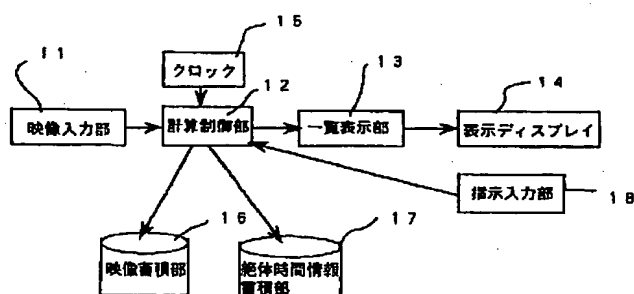 15
11
クロック
12
13
14
映像入力部
計算制御部
一覧表示部
表示ディスプレイ
指示入力部
18
16
17
映像蓄積部
絶体時間情報
蓄積部